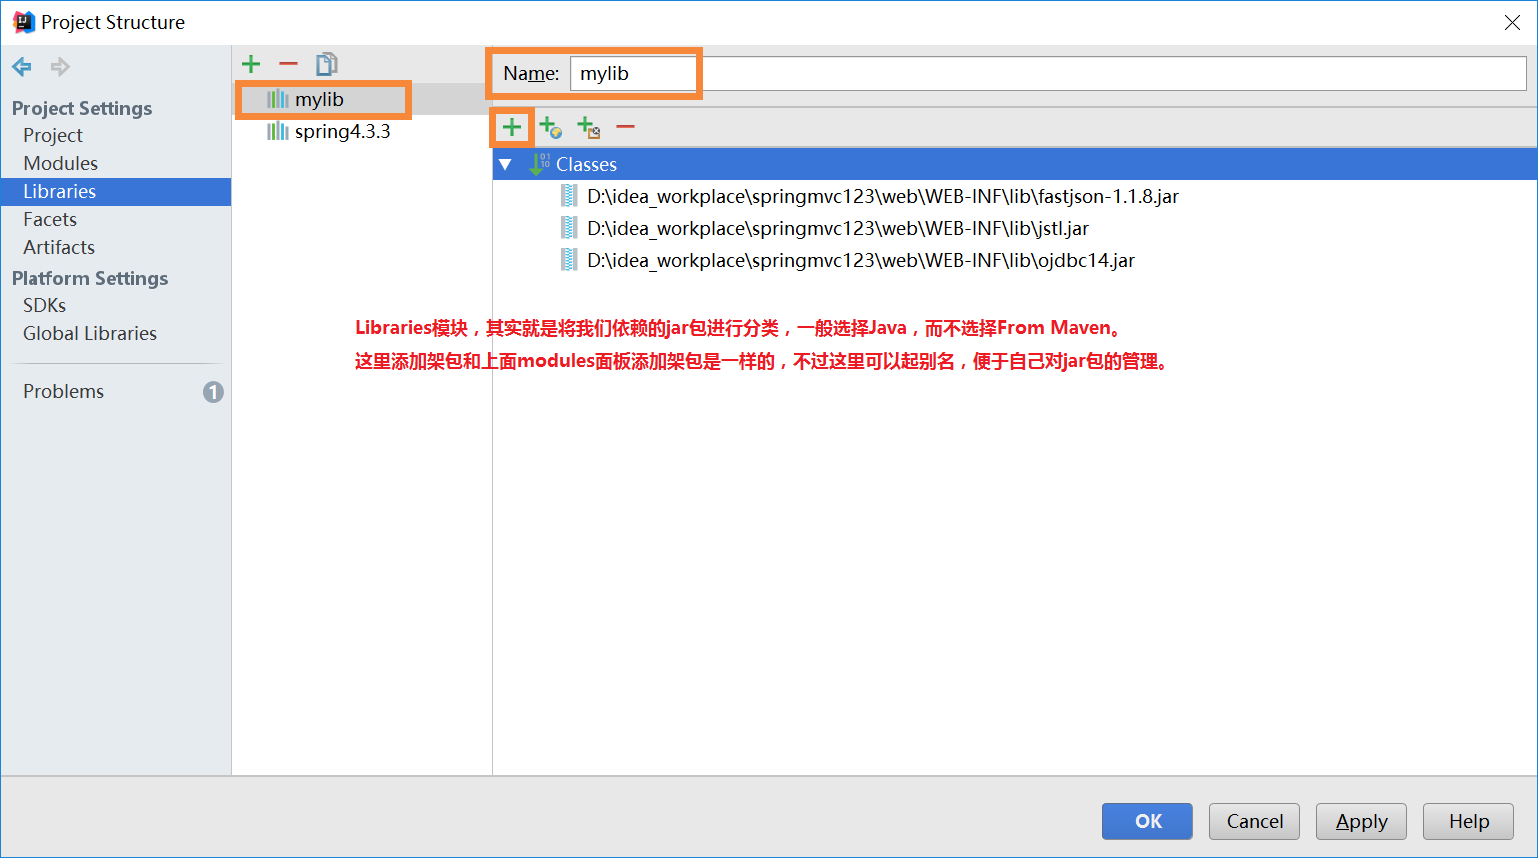 Project Structure
Project Settings
Project
Modules
Libraries
Facets
Artifacts
Platform Settings
SDKs
Global Libraries
Problems
1
mylib
spring4.3.3
Name: mylib
Classes
D:\idea_workplace\springmvc123\web\WEB-INF\lib\fastjson-1.1.8.jar
D:\idea_workplace\springmvc123\web\WEB-INF\lib\jstl.jar
D:\idea_workplace\springmvc123\web\WEB-INF\lib\ojdbc14.jar
Libraries模块，其实就是将我们依赖的jar包进行分类，一般选择Java，而不选择From Maven。
这里添加架包和上面modules面板添加架包是一样的，不过这里可以起别名，便于自己对jar包的管理。
OK
Cancel
Apply
Help